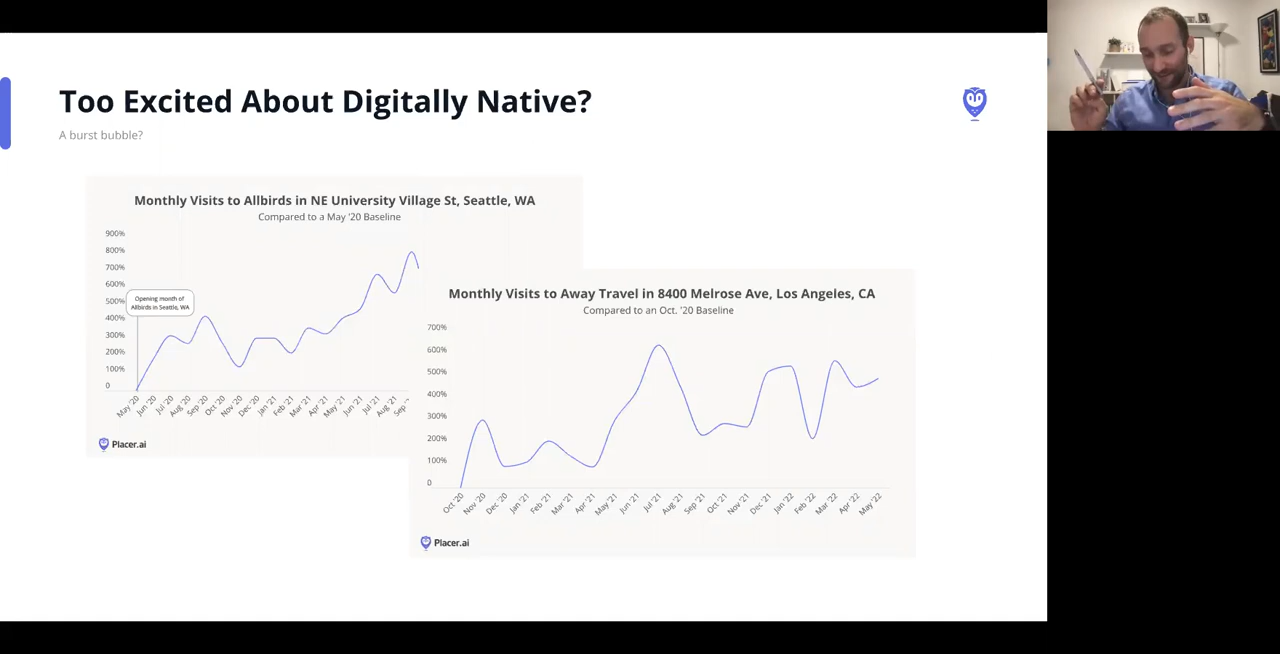 Too Excited About Digitally Native?
A burst bubble?
Monthly Visits to Allbirds in NE University Village St, Seattle, WA
Compared to a May '20 Baseline
900%
800%
700%
600%
500%
400%
300%
200%
100%
0
Opening month of
Allbirds in Seattle, WA
May '20
Jun '20
Jul '20
Aug '20
Sep '20
Oct '20
Nov '20
Dec '20
Jan '21
Feb '21
Mar '21
Apr '21
May '21
Jun '21
Jul '21
Aug '21
Sep '
Placer.ai
Monthly Visits to Away Travel in 8400 Melrose Ave, Los Angeles, CA
Compared to an Oct. '20 Baseline
700%
600%
500%
400%
300%
200%
100%
0
Oct '20
Nov '20
Dec '20
Jan '21
Feb '21
Mar '21
Apr '21
May '21
Jun '21
Jul '21
Aug '21
Sep '21
Oct '21
Nov '21
Dec '21
Jan '22
Feb '22
Mar '22
Apr '22
May '22
Placer.ai